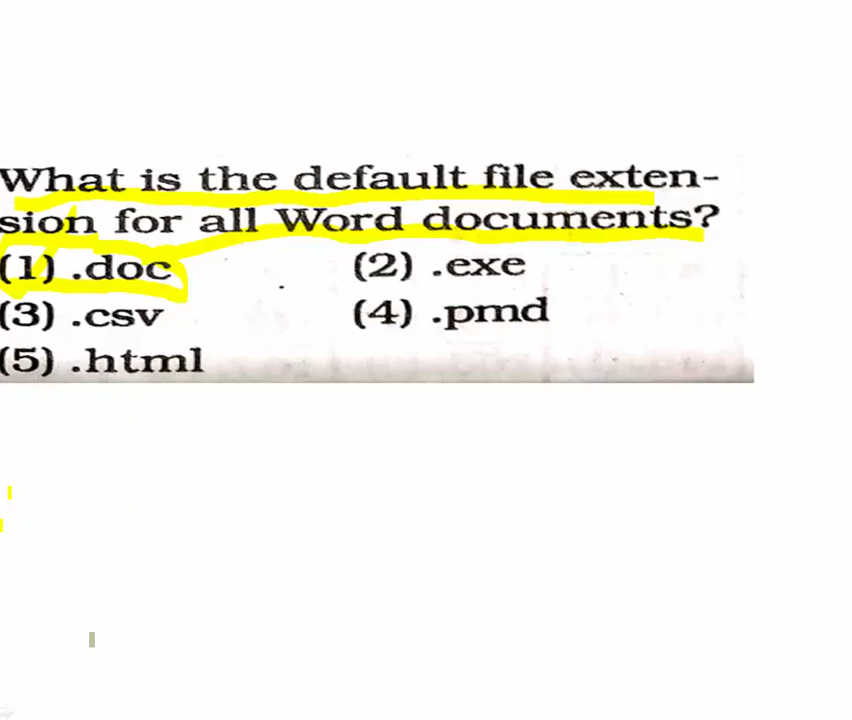 What is the default file exten-
sion for all Word documents?
(1) .doc (2) .exe
(3) .csv (4) .pmd
(5) .html